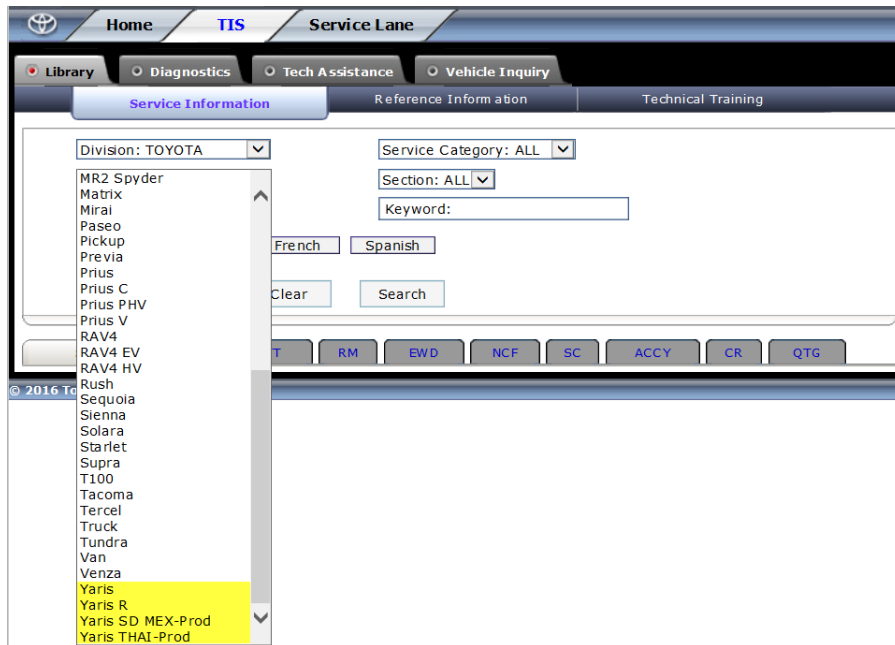 Home TIS Service Lane
Library Diagnostics Tech Assistance Vehicle Inquiry
Service Information Reference Information Technical Training
Division: TOYOTA Service Category: ALL
MR2 Spyder
Section: ALL
Matrix
Mirai
Keyword:
Paseo
Pickup
French Spanish
Previa
Prius
Prius C
Clear Search
Prius PHV
Prius V
RAV4
RAV4 EV
T RM EWD NCF SC ACCY CR QTG
RAV4 HV
Rush
© 2016 To
Sequoia
Sienna
Solara
Starlet
Supra
T100
Tacoma
Tercel
Truck
Tundra
Van
Venza
Yaris
Yaris R
Yaris SD MEX-Prod
Yaris THAI-Prod